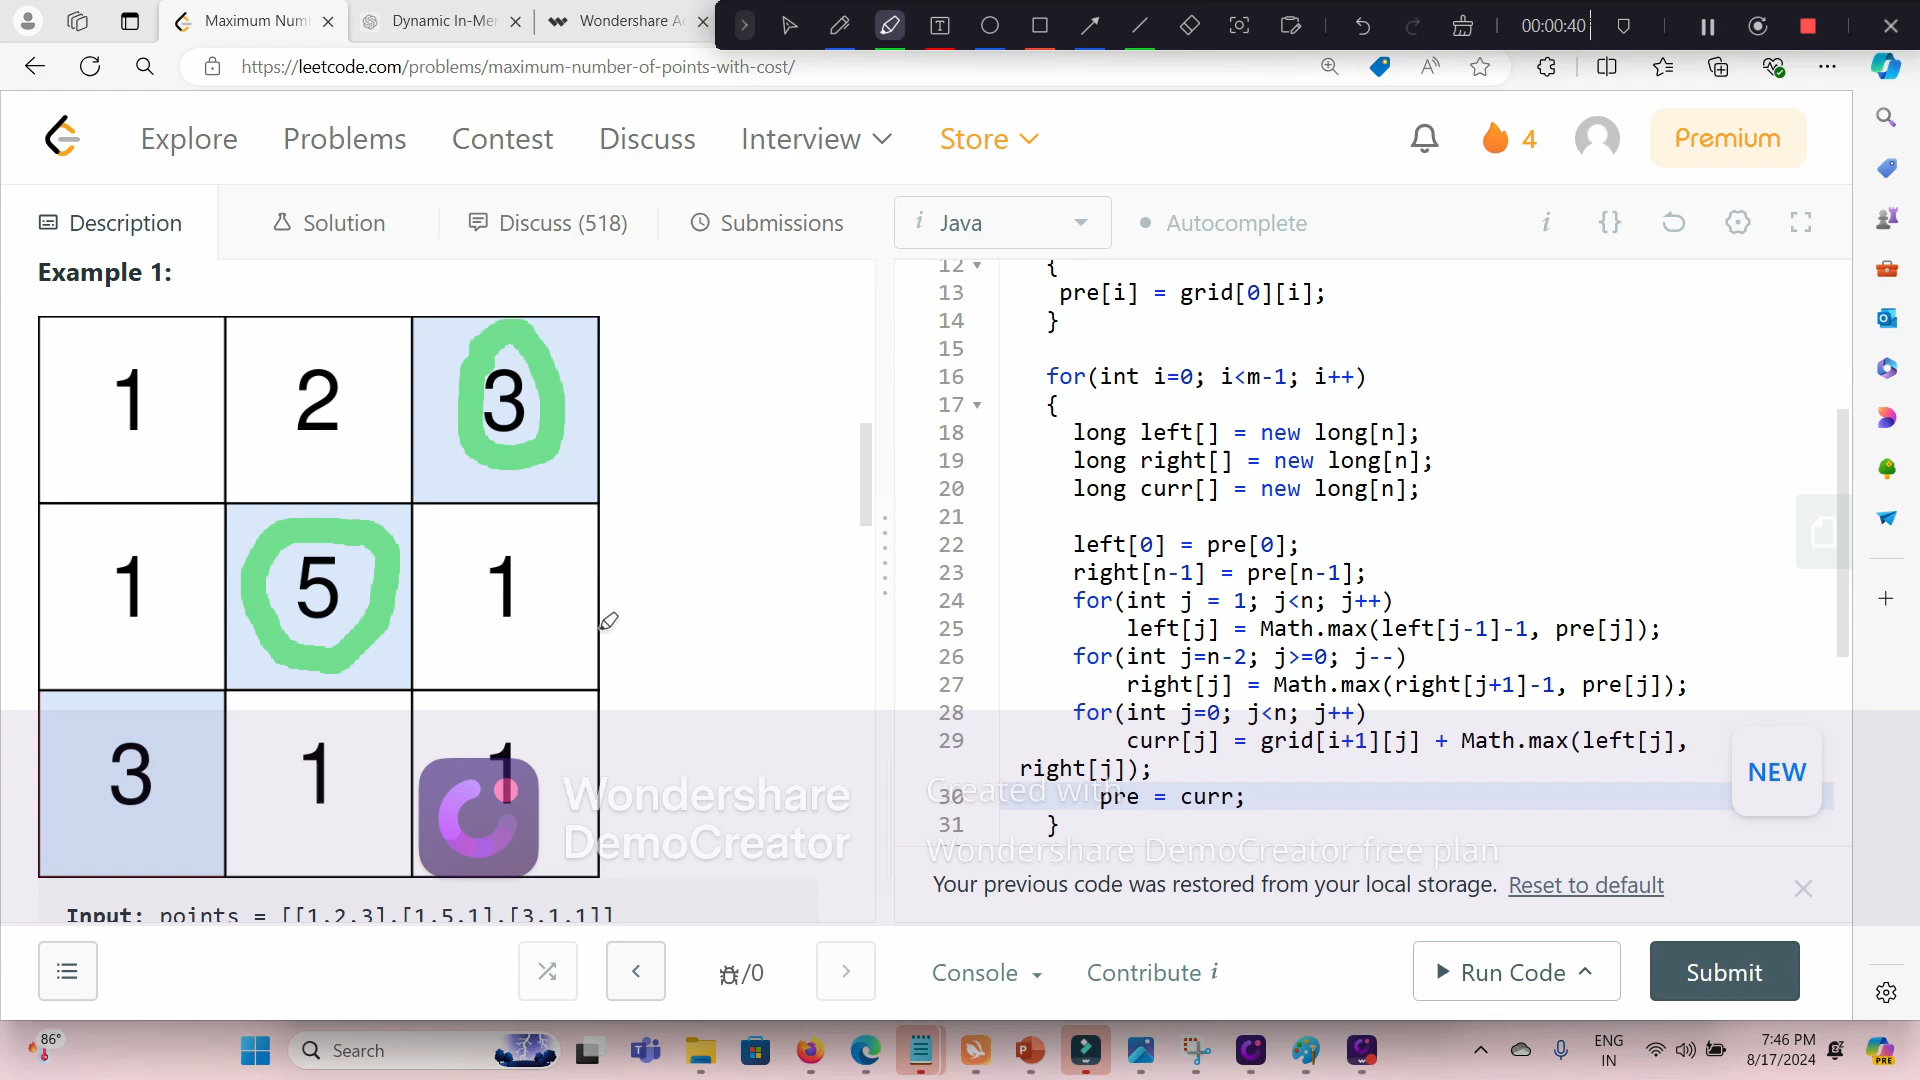 Maximum Num
Dynamic In-Mer
Wondershare
00:00:40
https://leetcode.com/problems/maximum-number-of-points-with-cost/
Explore
Problems
Contest
Discuss
Interview
Store
4
Premium
Description
Solution
Discuss (518)
Submissions
Example 1:
1 2 3
1 5 1
3 1 1
Input: points = [[1,2,3],[1,5,1],[3,1,1]]
i Java
Autocomplete
12 {
13 pre[i] = grid[0][i];
14 }
15
16 for(int i=0; i<m-1; i++)
17 {
18 long left[] = new long[n];
19 long right[] = new long[n];
20 long curr[] = new long[n];
21
22 left[0] = pre[0];
23 right[n-1] = pre[n-1];
24 for(int j = 1; j<n; j++)
25 left[j] = Math.max(left[j-1]-1, pre[j]);
26 for(int j=n-2; j>=0; j--)
27 right[j] = Math.max(right[j+1]-1, pre[j]);
28 for(int j=0; j<n; j++)
29 curr[j] = grid[i+1][j] + Math.max(left[j],
right[j]);
30 pre = curr;
31 }
NEW
Wondershare
DemoCreator
Created with
Wondershare DemoCreator free plan
Your previous code was restored from your local storage. Reset to default
/0
Console
Contribute i
Run Code
Submit
86°
Search
ENG
IN
7:46 PM
8/17/2024
PRE